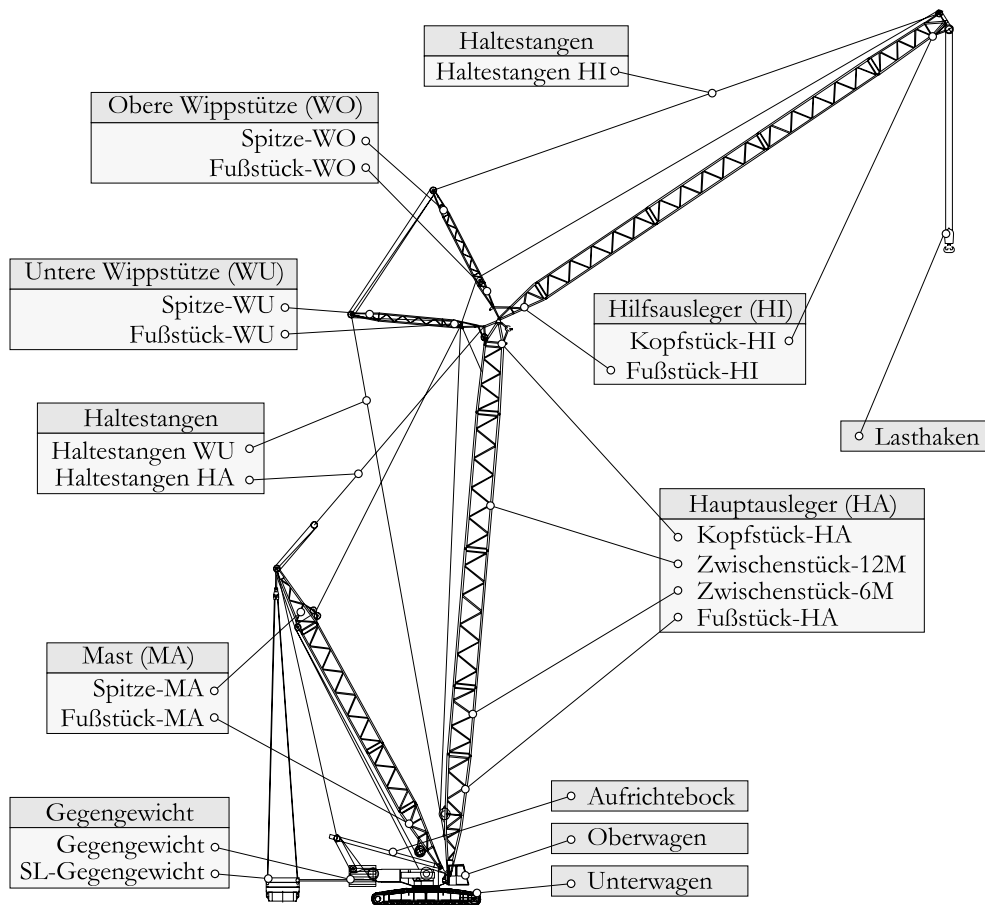 Haltestangen
Haltestangen HI
Obere Wippstütze (WO)
Spitze-WO
Fußstück-WO
Untere Wippstütze (WU)
Spitze-WU
Fußstück-WU
Hilfsausleger (HI)
Kopfstück-HI
Fußstück-HI
Haltestangen
Haltestangen WU
Haltestangen HA
Lasthaken
Hauptausleger (HA)
Kopfstück-HA
Zwischenstück-12M
Zwischenstück-6M
Fußstück-HA
Mast (MA)
Spitze-MA
Fußstück-MA
Gegengewicht
Gegengewicht
SL-Gegengewicht
Aufrichtebock
Oberwagen
Unterwagen